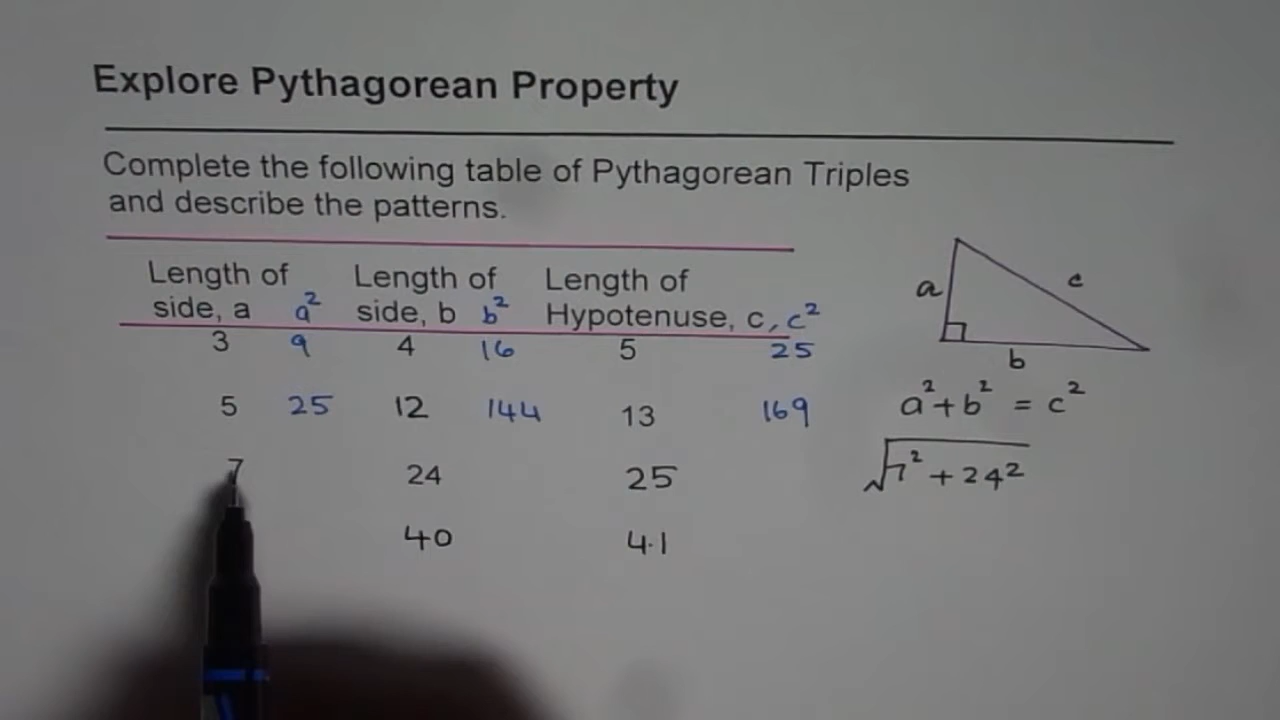 Explore Pythagorean Property
Complete the following table of Pythagorean Triples
and describe the patterns.
Length of Length of Length of
side, a a² side, b b² Hypotenuse, c, c²
3 9 4 16 5 25
5 25 12 144 13 169
7 24 25
40 41
a
c
b
a² + b² = c²
√7² + 24²